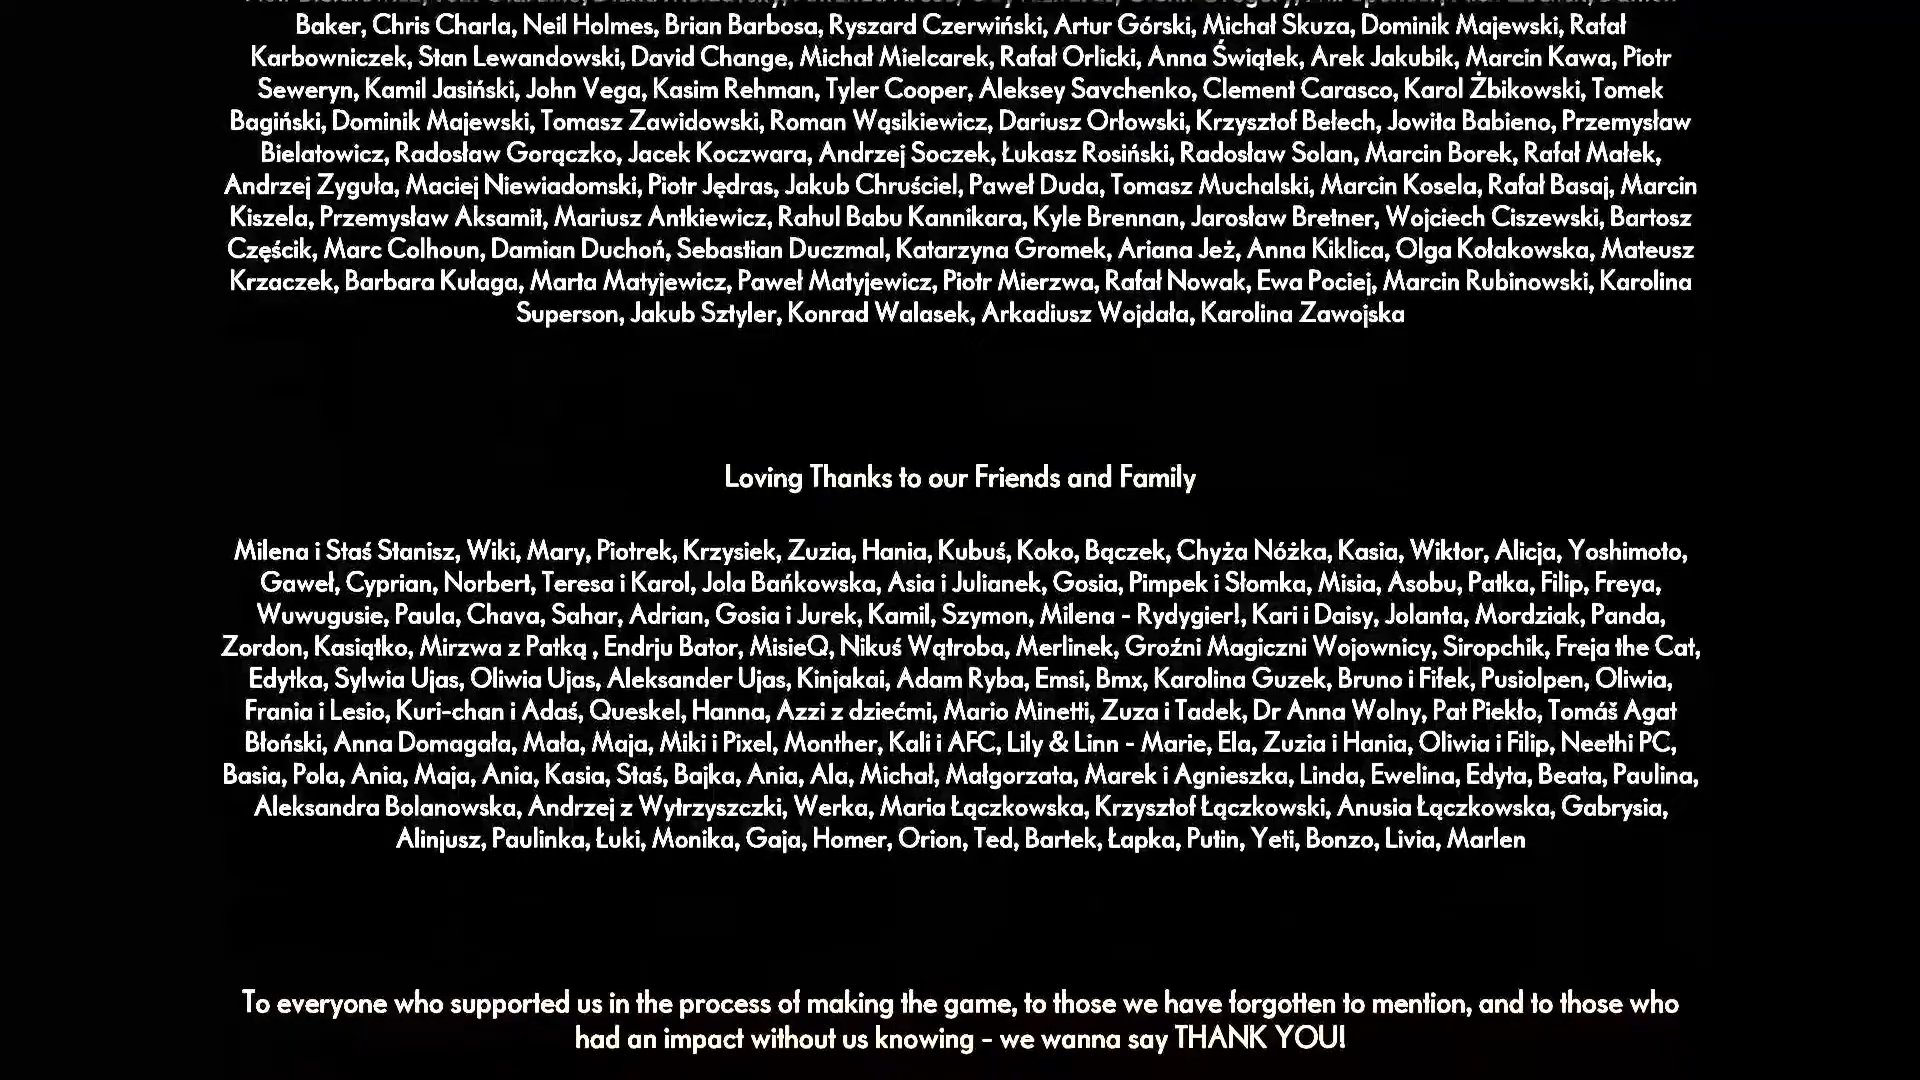 Baker, Chris Charla, Neil Holmes, Brian Barbosa, Ryszard Czerwiński, Artur Górski, Michał Skuza, Dominik Majewski, Rafał
Karbowniczek, Stan Lewandowski, David Change, Michał Mielcarek, Rafał Orlicki, Anna Świątek, Arek Jakubik, Marcin Kawa, Piotr
Seweryn, Kamil Jasiński, John Vega, Kasim Rehman, Tyler Cooper, Aleksey Savchenko, Clement Carasco, Karol Żbikowski, Tomek
Bagiński, Dominik Majewski, Tomasz Zawidowski, Roman Wąsikiewicz, Dariusz Orłowski, Krzysztof Bełech, Jowita Babieno, Przemysław
Bielatowicz, Radosław Gorączko, Jacek Koczwara, Andrzej Soczek, Łukasz Rosiński, Radosław Solan, Marcin Borek, Rafał Małek,
Andrzej Zyguła, Maciej Niewiadomski, Piotr Jędras, Jakub Chruściel, Paweł Duda, Tomasz Muchalski, Marcin Kosela, Rafał Basaj, Marcin
Kiszela, Przemysław Aksamit, Mariusz Antkiewicz, Rahul Babu Kannikara, Kyle Brennan, Jarosław Bretner, Wojciech Ciszewski, Bartosz
Częścik, Marc Colhoun, Damian Duchoń, Sebastian Duczmal, Katarzyna Gromek, Ariana Jeż, Anna Kiklica, Olga Kołakowska, Mateusz
Krzaczek, Barbara Kułaga, Marta Matyjewicz, Paweł Matyjewicz, Piotr Mierzwa, Rafał Nowak, Ewa Pociej, Marcin Rubinowski, Karolina
Superson, Jakub Sztyler, Konrad Walasek, Arkadiusz Wojdała, Karolina Zawojska
Loving Thanks to our Friends and Family
Milena i Staś Stanisz, Wiki, Mary, Piotrek, Krzysiek, Zuzia, Hania, Kubuś, Koko, Bączek, Chyża Nóżka, Kasia, Wiktor, Alicja, Yoshimoto,
Gaweł, Cyprian, Norbert, Teresa i Karol, Jola Bańkowska, Asia i Julianek, Gosia, Pimpek i Słomka, Misia, Asobu, Patka, Filip, Freya,
Wuwugusie, Paula, Chava, Sahar, Adrian, Gosia i Jurek, Kamil, Szymon, Milena - Rydygier!, Kari i Daisy, Jolanta, Mordziak, Panda,
Zordon, Kasiątko, Mirzwa z Patką , Endrju Bator, MisieQ, Nikuś Wątroba, Merlinek, Groźni Magiczni Wojownicy, Siropchik, Freja the Cat,
Edytka, Sylwia Ujas, Oliwia Ujas, Aleksander Ujas, Kinjakai, Adam Ryba, Emsi, Bmx, Karolina Guzek, Bruno i Fifek, Pusiolpen, Oliwia,
Frania i Lesio, Kuri-chan i Adaś, Queskel, Hanna, Azzi z dziećmi, Mario Minetti, Zuza i Tadek, Dr Anna Wolny, Pat Piekło, Tomáš Agat
Błoński, Anna Domagała, Mała, Maja, Miki i Pixel, Monther, Kali i AFC, Lily & Linn - Marie, Ela, Zuzia i Hania, Oliwia i Filip, Neethi PC,
Basia, Pola, Ania, Maja, Ania, Kasia, Staś, Bajka, Ania, Ala, Michał, Małgorzata, Marek i Agnieszka, Linda, Ewelina, Edyta, Beata, Paulina,
Aleksandra Bolanowska, Andrzej z Wytrzyszczki, Werka, Maria Łączkowska, Krzysztof Łączkowski, Anusia Łączkowska, Gabrysia,
Alinjusz, Paulinka, Łuki, Monika, Gaja, Homer, Orion, Ted, Bartek, Łapka, Putin, Yeti, Bonzo, Livia, Marlen
To everyone who supported us in the process of making the game, to those we have forgotten to mention, and to those who
had an impact without us knowing - we wanna say THANK YOU!